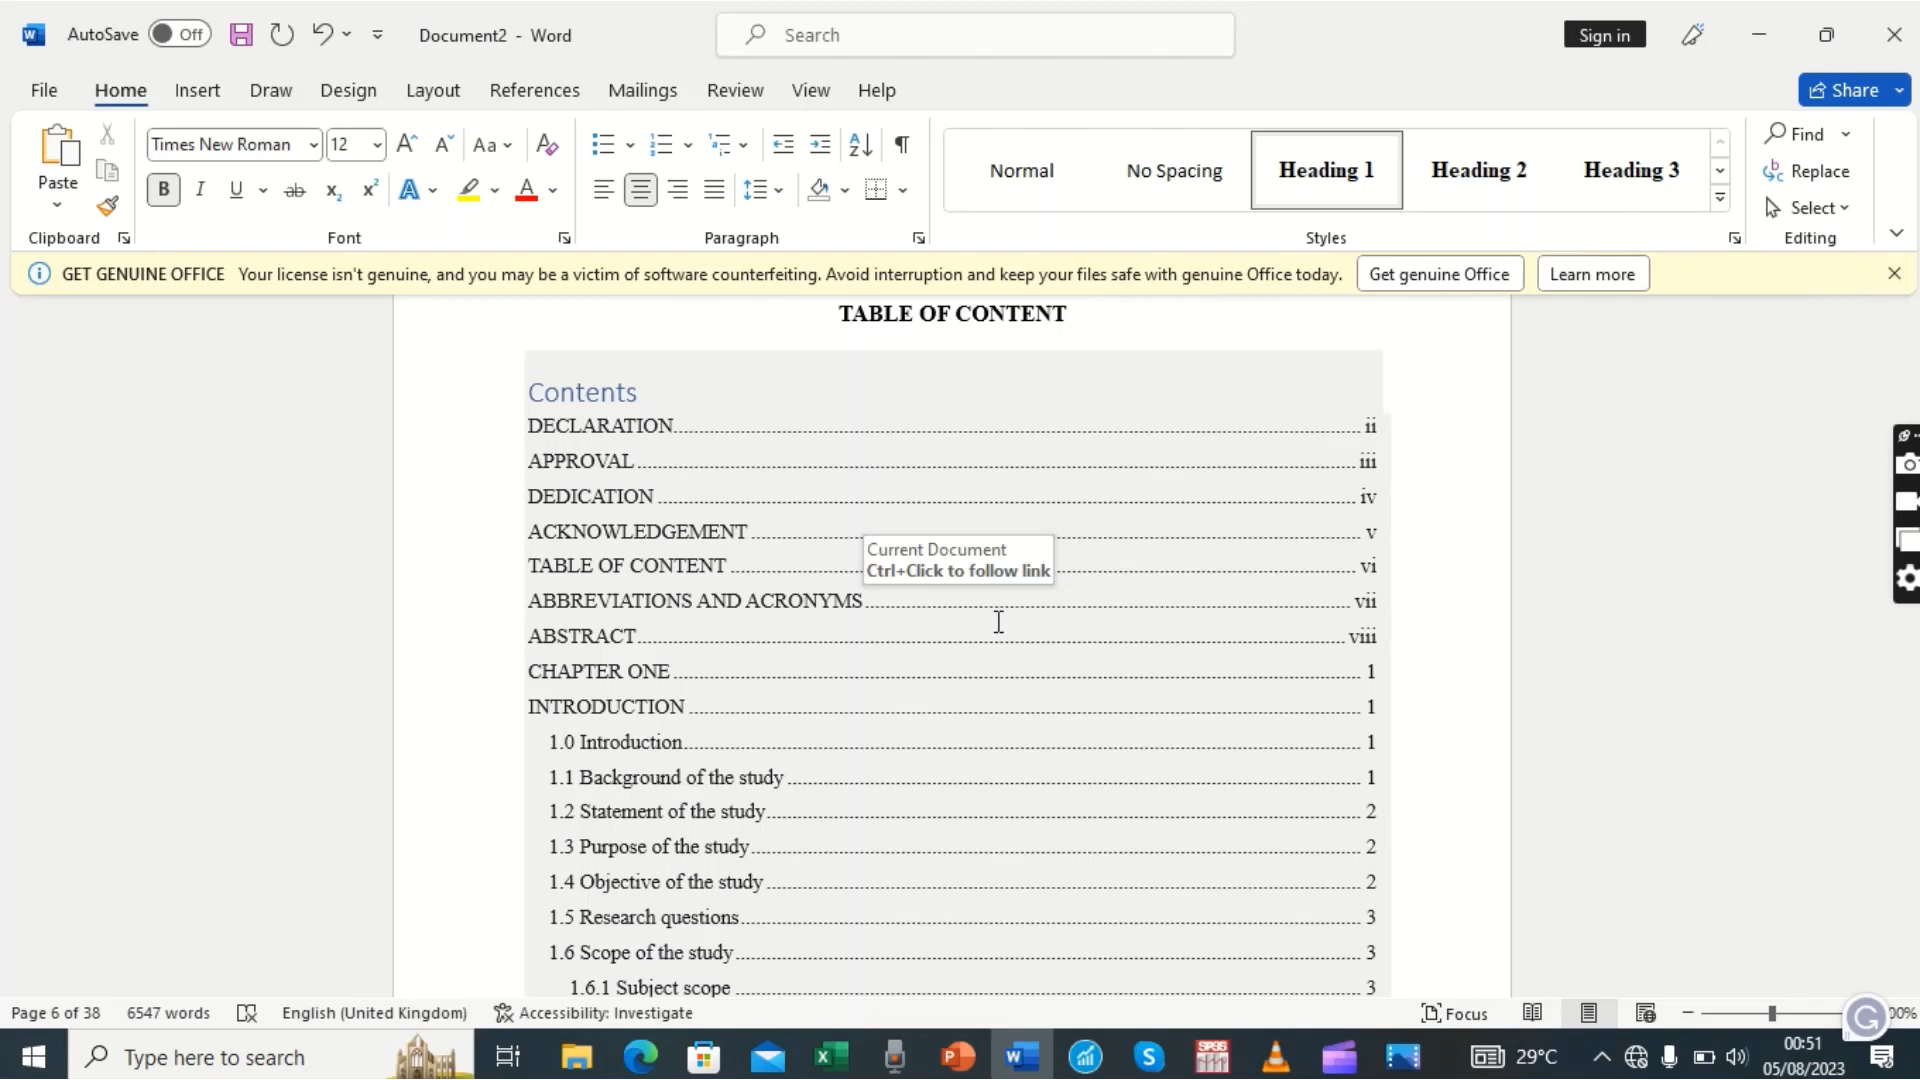 AutoSave Off Document2 - Word Search Sign in
File Home Insert Draw Design Layout References Mailings Review View Help Share
Times New Roman 12 Aa
Paste B I U ab x₂ x² A A
Normal No Spacing Heading 1 Heading 2 Heading 3
Find
Replace
Select
Clipboard Font Paragraph Styles Editing
GET GENUINE OFFICE Your license isn't genuine, and you may be a victim of software counterfeiting. Avoid interruption and keep your files safe with genuine Office today. Get genuine Office Learn more
TABLE OF CONTENT
Contents
DECLARATION ii
APPROVAL iii
DEDICATION iv
ACKNOWLEDGEMENT v
Current Document
Ctrl+Click to follow link
TABLE OF CONTENT vi
ABBREVIATIONS AND ACRONYMS vii
ABSTRACT viii
CHAPTER ONE 1
INTRODUCTION 1
1.0 Introduction 1
1.1 Background of the study 1
1.2 Statement of the study 2
1.3 Purpose of the study 2
1.4 Objective of the study 2
1.5 Research questions 3
1.6 Scope of the study 3
1.6.1 Subject scope 3
Page 6 of 38 6547 words English (United Kingdom) Accessibility: Investigate Focus
Type here to search 29°C 00:51
05/08/2023